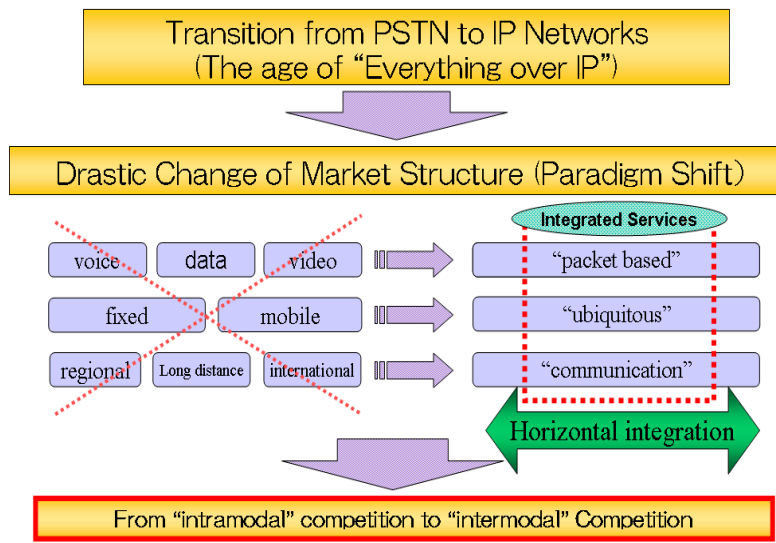 Transition from PSTN to IP Networks
(The age of “Everything over IP”)
Drastic Change of Market Structure (Paradigm Shift)
Integrated Services
voice data video “packet based”
fixed mobile “ubiquitous”
regional Long distance international “communication”
Horizontal integration
From “intramodal” competition to “intermodal” Competition